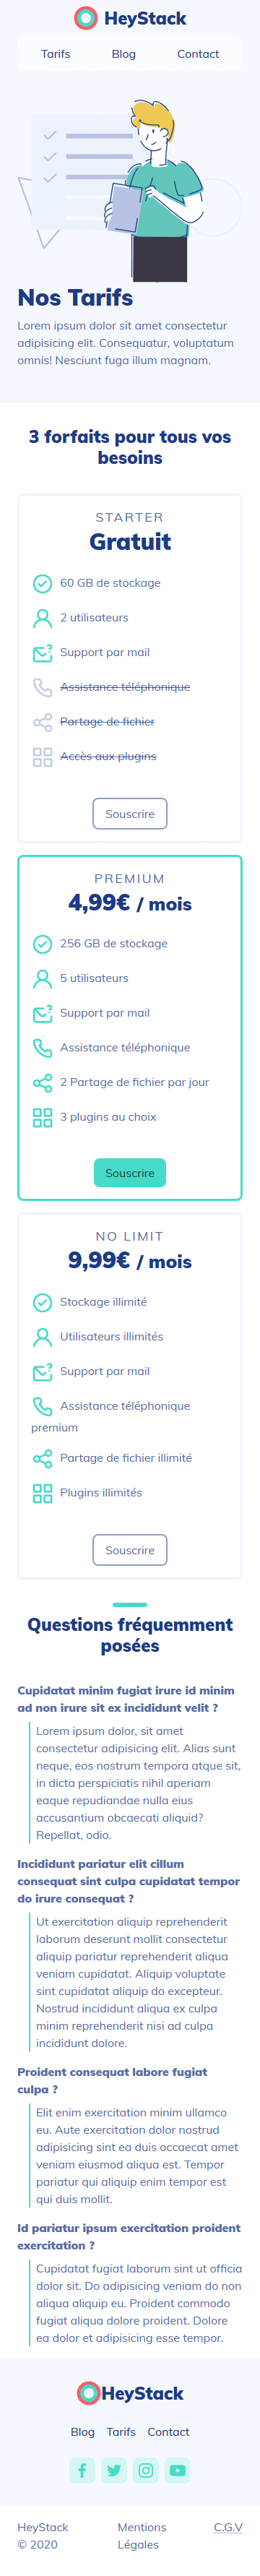 HeyStack
Tarifs Blog Contact
Nos Tarifs
Lorem ipsum dolor sit amet consectetur
adipisicing elit. Consequatur, voluptatum
omnis! Nesciunt fuga illum magnam.
3 forfaits pour tous vos
besoins
STARTER
Gratuit
60 GB de stockage
2 utilisateurs
Support par mail
Assistance téléphonique
Partage de fichier
Accès aux plugins
Souscrire
PREMIUM
4,99€ / mois
256 GB de stockage
5 utilisateurs
Support par mail
Assistance téléphonique
2 Partage de fichier par jour
3 plugins au choix
Souscrire
NO LIMIT
9,99€ / mois
Stockage illimité
Utilisateurs illimités
Support par mail
Assistance téléphonique
premium
Partage de fichier illimité
Plugins illimités
Souscrire
Questions fréquemment
posées
Cupidatat minim fugiat irure id minim
ad non irure sit ex incididunt velit ?
Lorem ipsum dolor, sit amet
consectetur adipisicing elit. Alias sunt
neque, eos nostrum tempora atque sit,
in dicta perspiciatis nihil aperiam
eaque repudiandae nulla eius
accusantium obcaecati aliquid?
Repellat, odio.
Incididunt pariatur elit cillum
consequat sint culpa cupidatat tempor
do irure consequat ?
Ut exercitation aliquip reprehenderit
laborum deserunt mollit consectetur
aliquip pariatur reprehenderit aliqua
veniam cupidatat. Aliquip voluptate
sint cupidatat aliquip do excepteur.
Nostrud incididunt aliqua ex culpa
minim reprehenderit nisi ad culpa
incididunt dolore.
Proident consequat labore fugiat
culpa ?
Elit enim exercitation minim ullamco
eu. Aute exercitation dolor nostrud
adipisicing sint ea duis occaecat amet
veniam eiusmod aliqua est. Tempor
pariatur qui aliquip enim tempor est
qui duis mollit.
Id pariatur ipsum exercitation proident
exercitation ?
Cupidatat fugiat laborum sint ut officia
dolor sit. Do adipisicing veniam do non
aliqua aliquip eu. Proident commodo
fugiat aliqua dolore proident. Dolore
ea dolor et adipisicing esse tempor.
HeyStack
Blog Tarifs Contact
HeyStack
© 2020
Mentions
Légales
C.G.V